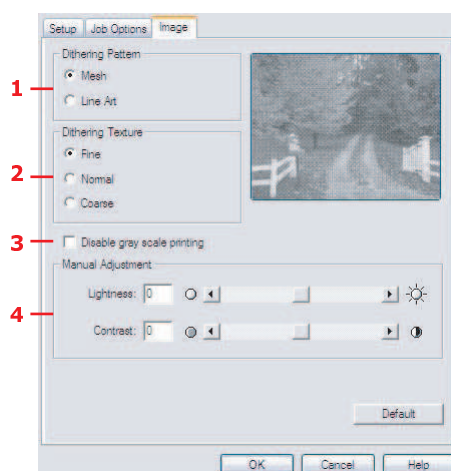 Setup Job Options Image
Dithering Pattern
1 Mesh
Line Art
Dithering Texture
Fine
2 Normal
Coarse
3 Disable gray scale printing
Manual Adjustment
Lightness: 0
4 Contrast: 0
Default
OK Cancel Help